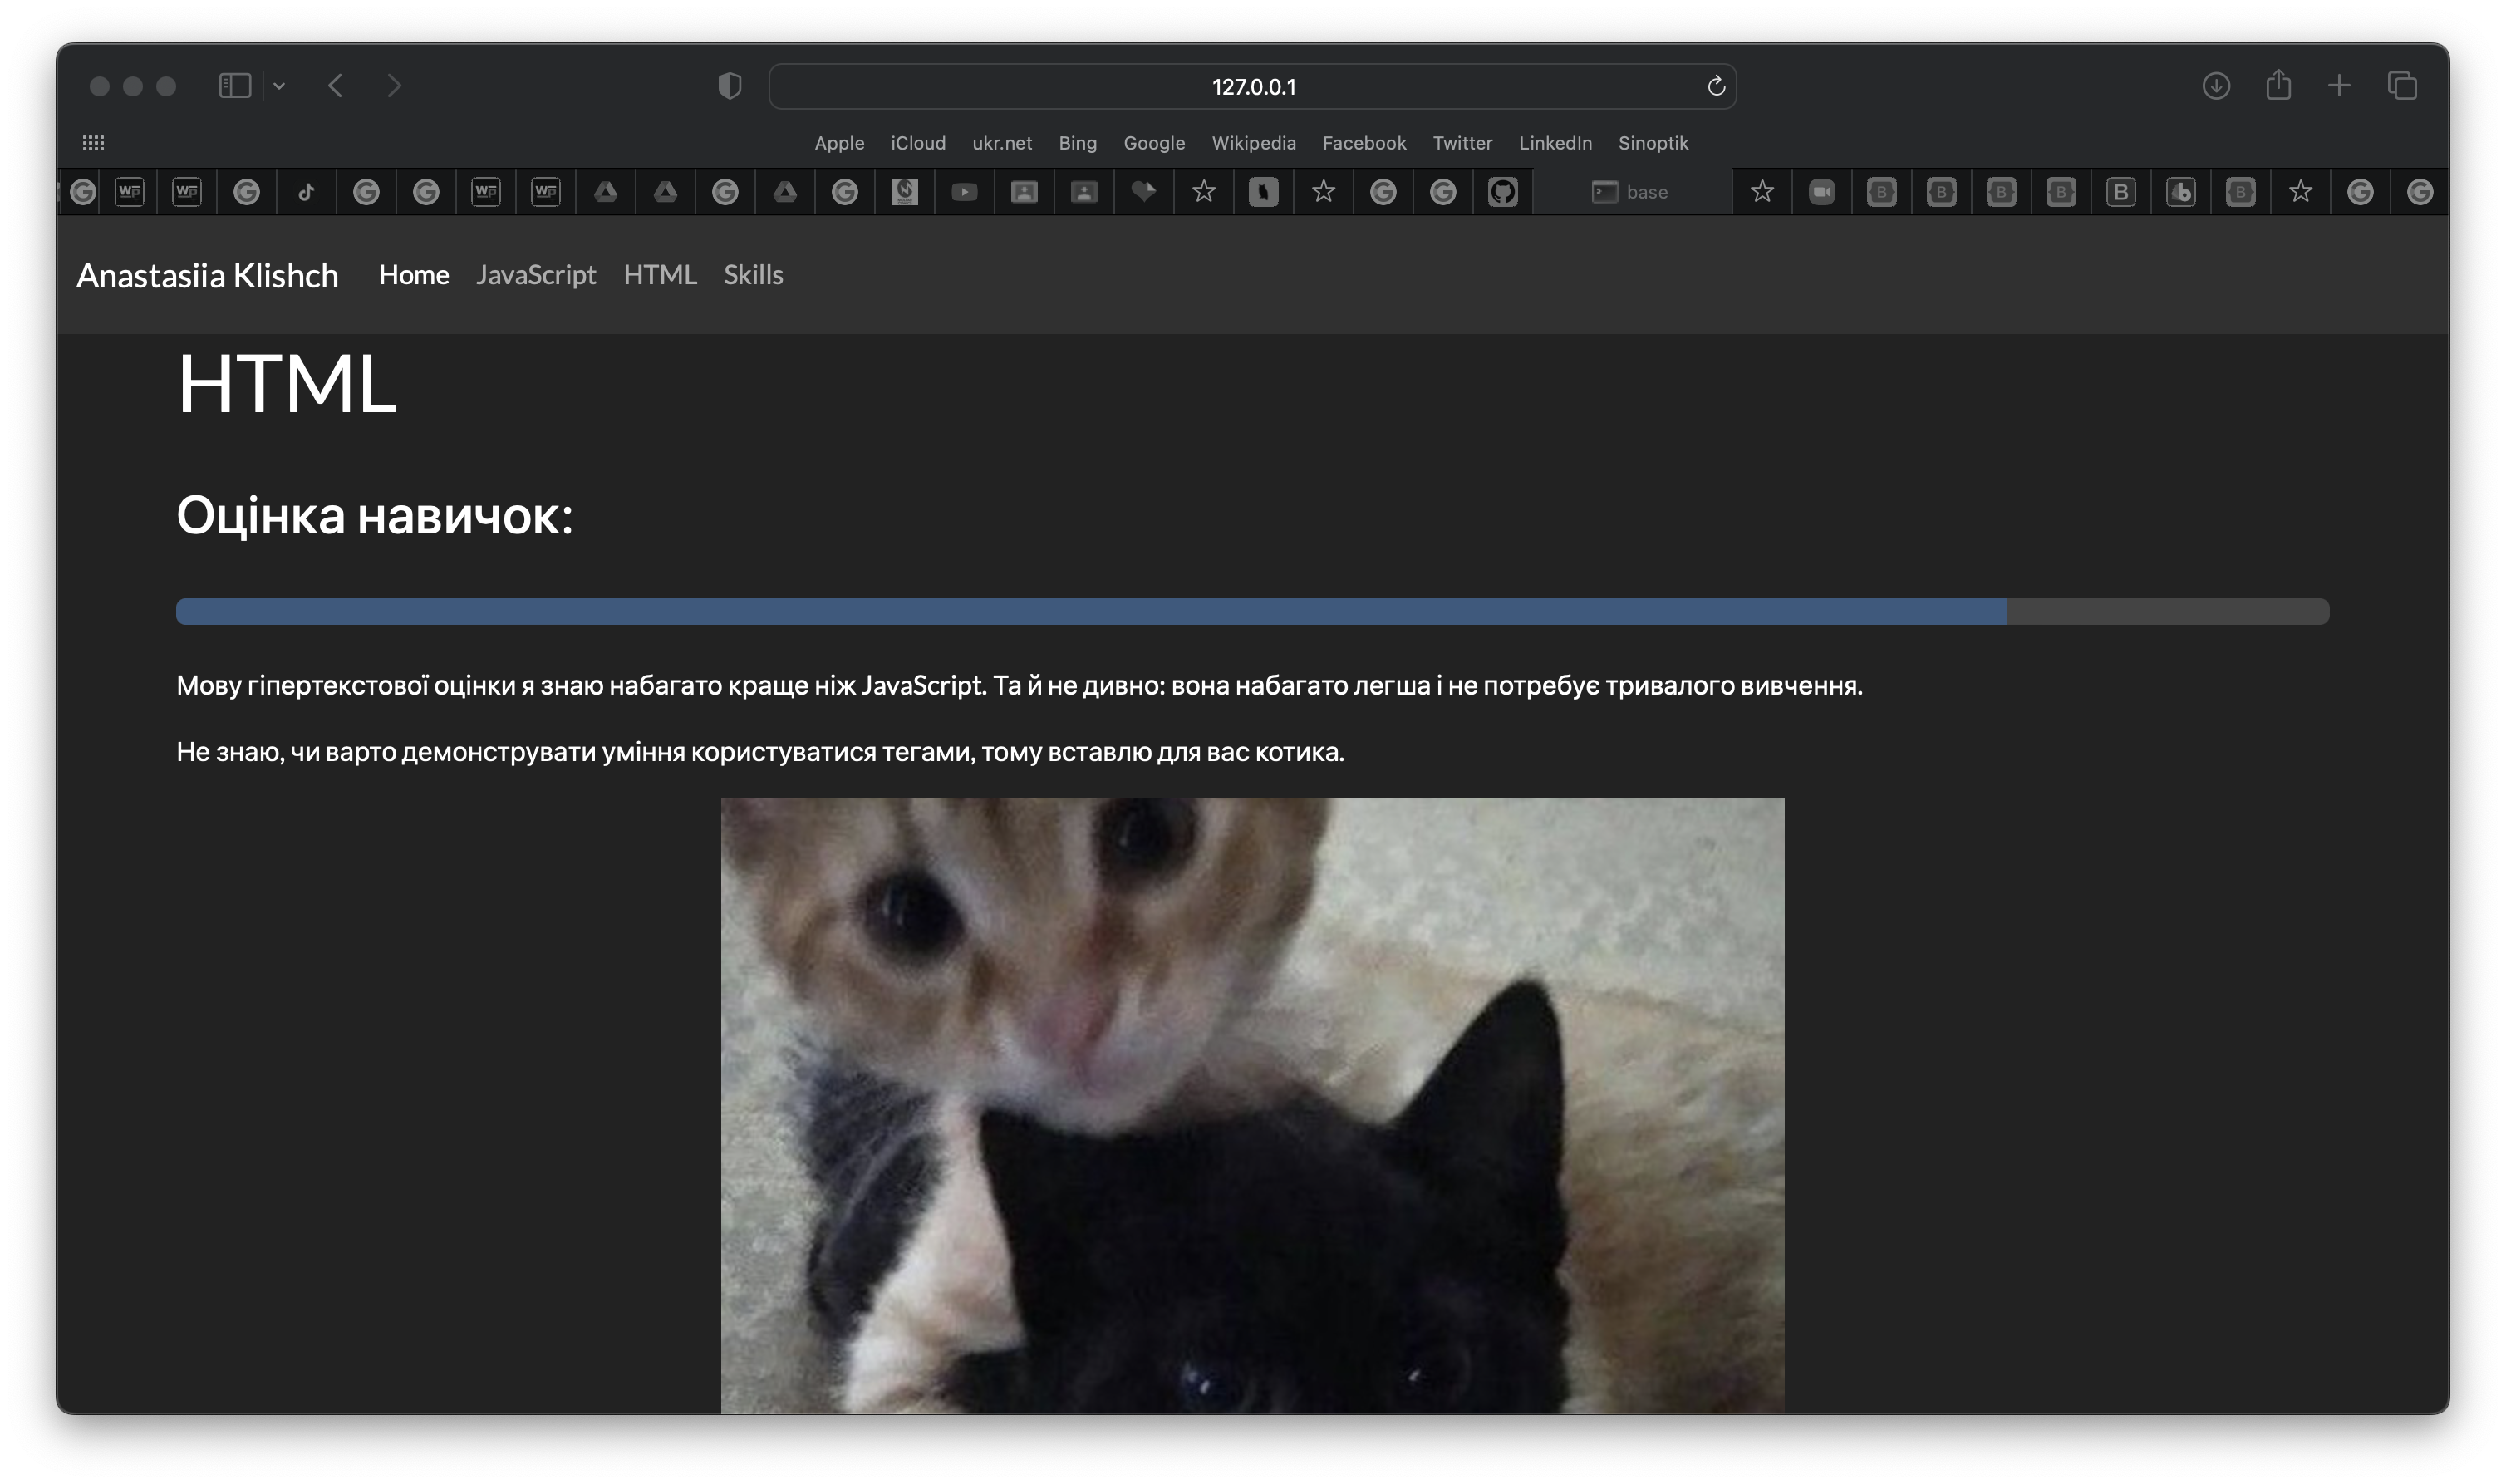 127.0.0.1
Apple iCloud ukr.net Bing Google Wikipedia Facebook Twitter LinkedIn Sinoptik
base
Anastasiia Klishch Home JavaScript HTML Skills
HTML
Оцінка навичок:
Мову гіпертекстової оцінки я знаю набагато краще ніж JavaScript. Та й не дивно: вона набагато легша і не потребує тривалого вивчення.
Не знаю, чи варто демонструвати уміння користуватися тегами, тому вставлю для вас котика.